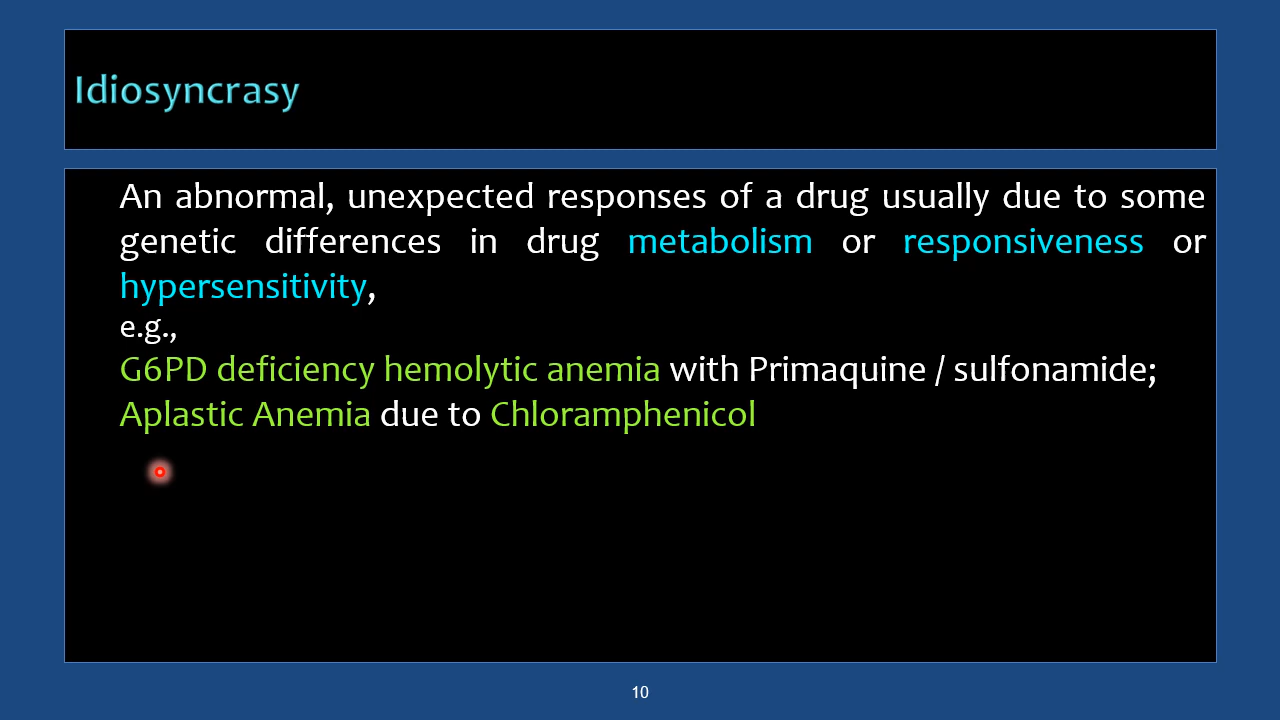 Idiosyncrasy
An abnormal, unexpected responses of a drug usually due to some
genetic differences in drug metabolism or responsiveness or
hypersensitivity,
e.g.,
G6PD deficiency hemolytic anemia with Primaquine / sulfonamide;
Aplastic Anemia due to Chloramphenicol
10